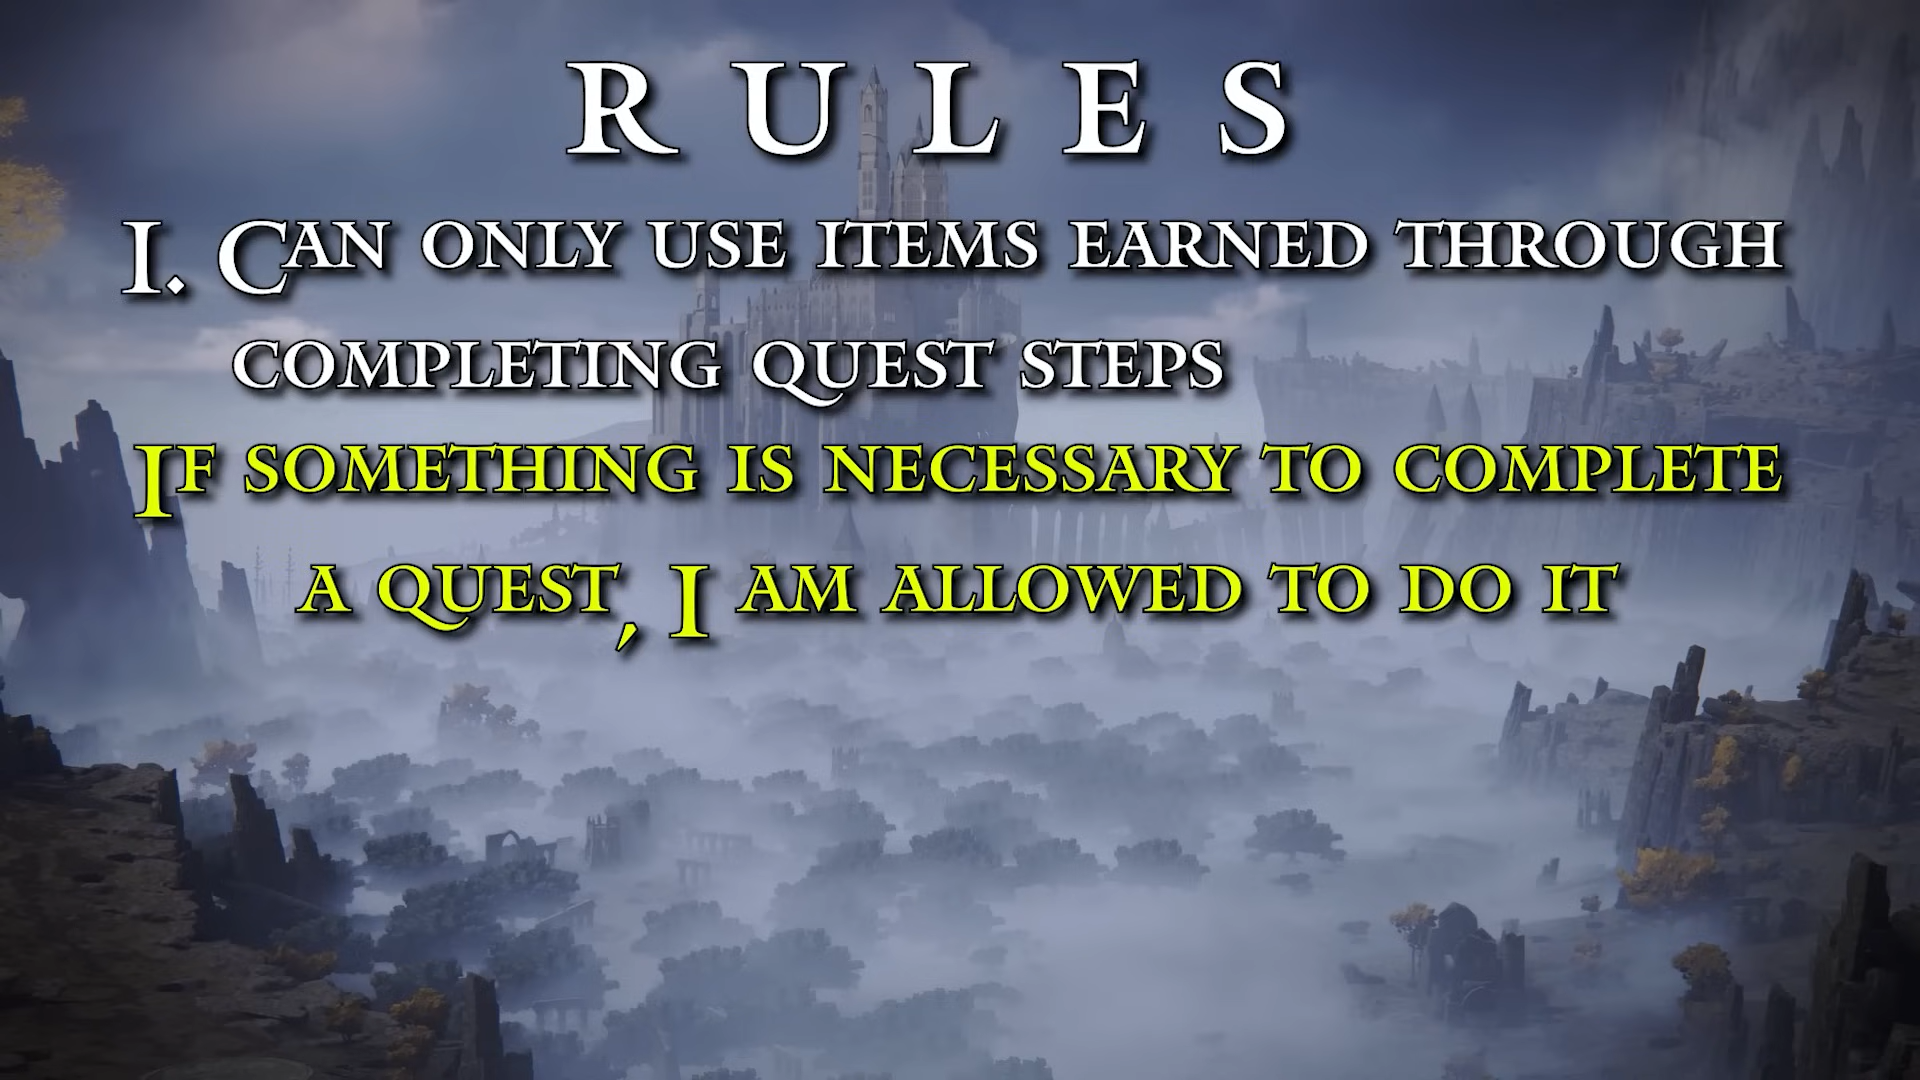 RULES
I. Can only use items earned through
completing quest steps
If something is necessary to complete
a quest, I am allowed to do it